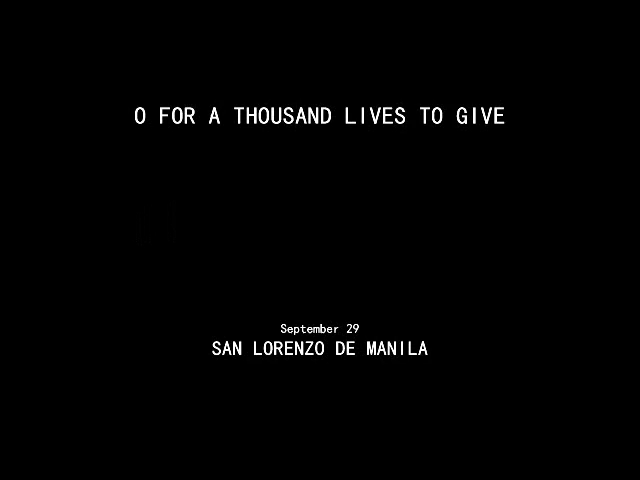 O FOR A THOUSAND LIVES TO GIVE
September 29
SAN LORENZO DE MANILA